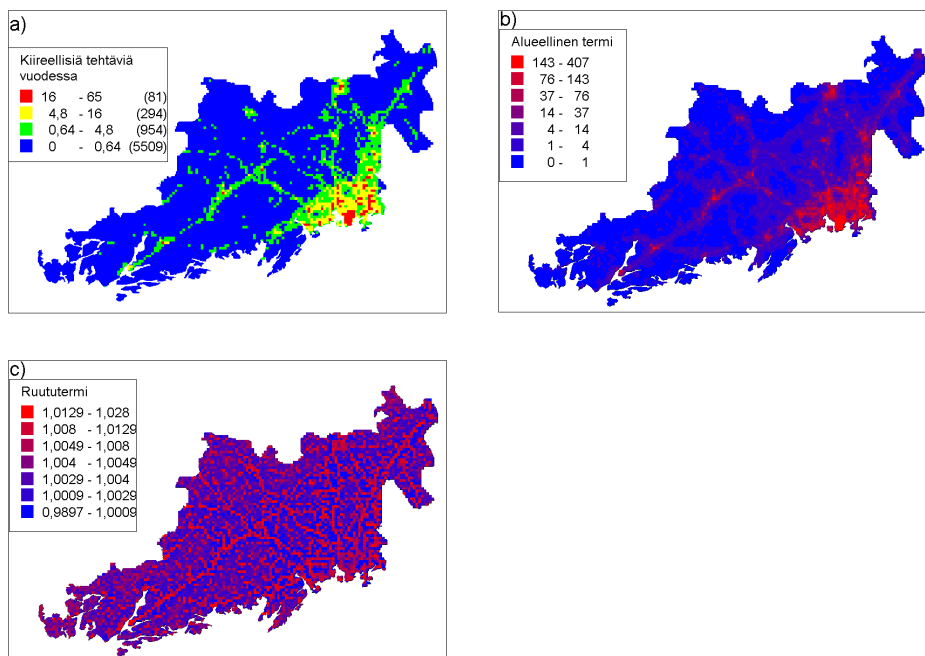 a)
Kiireellisiä tehtäviä
vuodessa
16 - 65 (81)
4,8 - 16 (294)
0,64 - 4,8 (954)
0 - 0,64 (5509)
b)
Alueellinen termi
143 - 407
76 - 143
37 - 76
14 - 37
4 - 14
1 - 4
0 - 1
c)
Ruututermi
1,0129 - 1,028
1,008 - 1,0129
1,0049 - 1,008
1,004 - 1,0049
1,0029 - 1,004
1,0009 - 1,0029
0,9897 - 1,0009